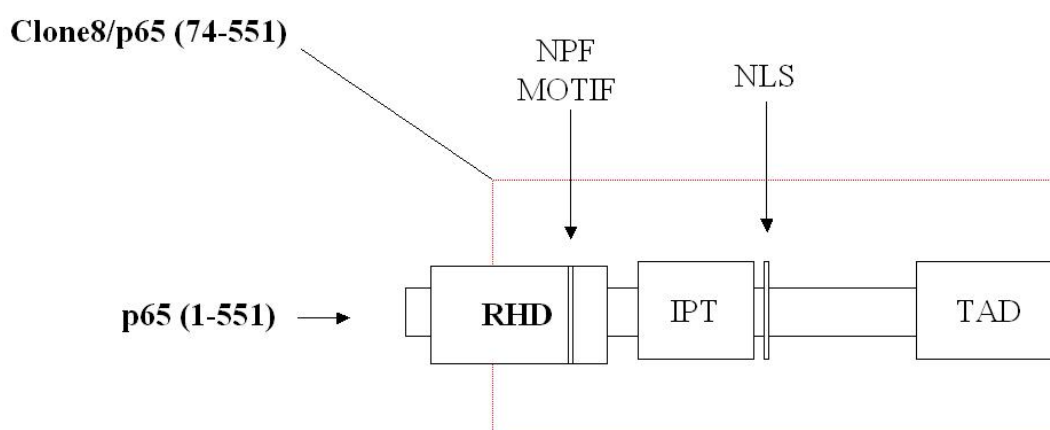 Clone8/p65 (74-551)
NPF
MOTIF
NLS
p65 (1-551)
RHD
IPT
TAD